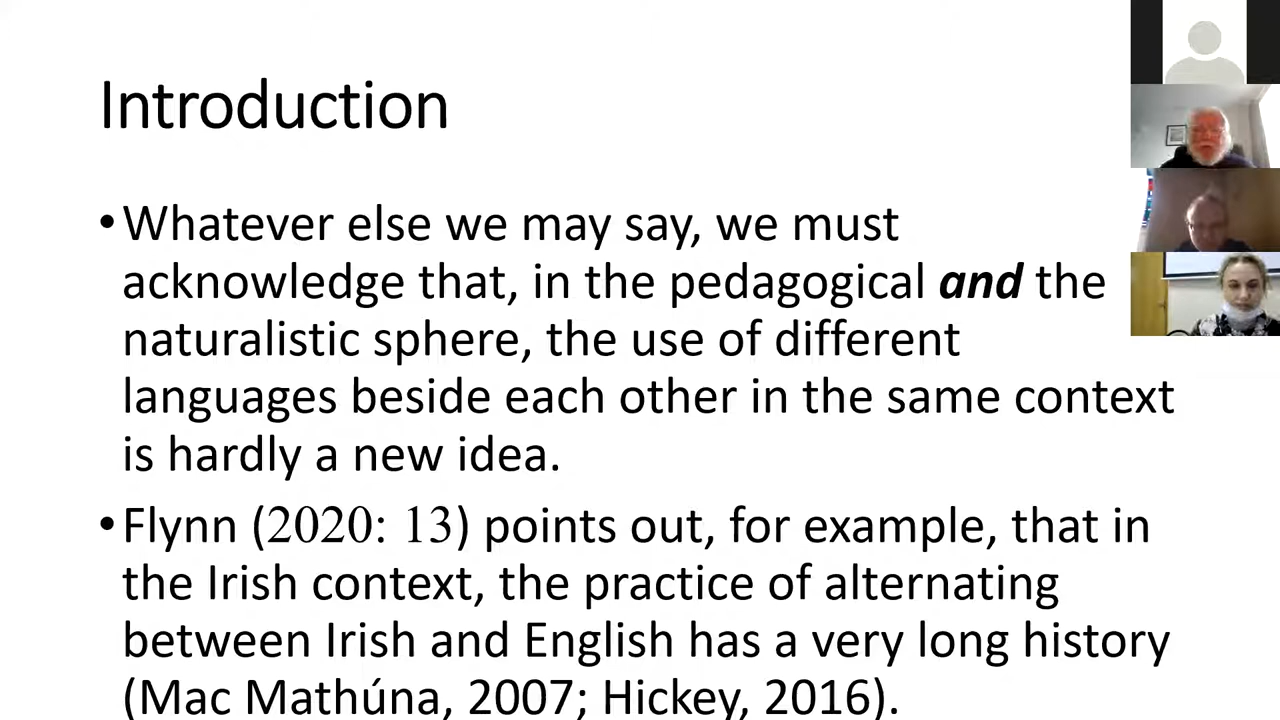 Introduction
•Whatever else we may say, we must
acknowledge that, in the pedagogical and the
naturalistic sphere, the use of different
languages beside each other in the same context
is hardly a new idea.
•Flynn (2020: 13) points out, for example, that in
the Irish context, the practice of alternating
between Irish and English has a very long history
(Mac Mathúna, 2007; Hickey, 2016).